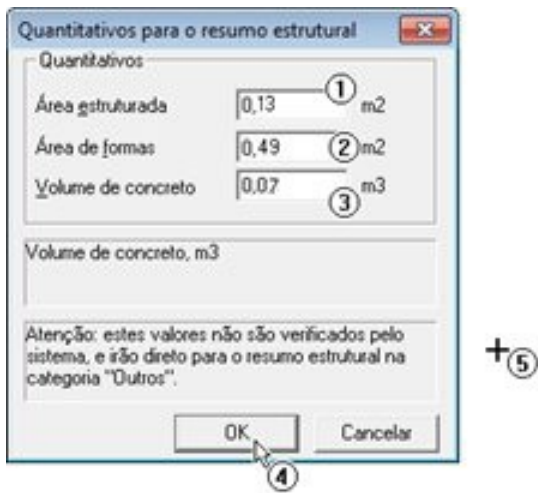 Quantitativos para o resumo estrutural
Quantitativos
Área estruturada 0,13 1 m2
Área de formas 0,49 2 m2
Volume de concreto 0,07 3 m3
Volume de concreto, m3
Atenção: estes valores não são verificados pelo
sistema, e irão direto para o resumo estrutural na
categoria "Outros".
5
OK Cancelar
4